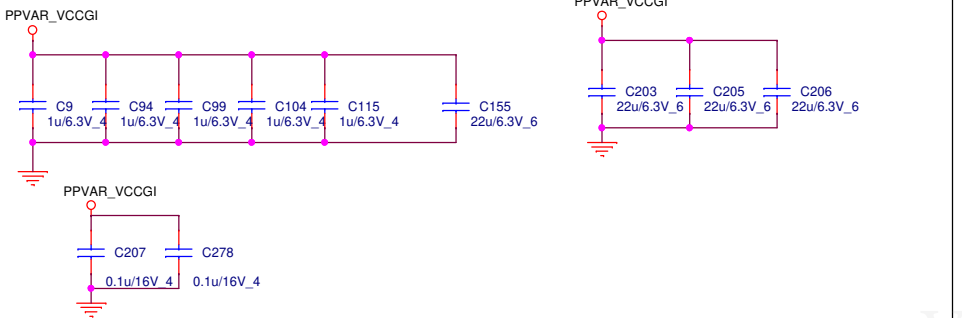 PPVAR_VCCGI
C9
1u/6.3V_4
C94
1u/6.3V_4
C99
1u/6.3V_4
C104
1u/6.3V_4
C115
1u/6.3V_4
C155
22u/6.3V_6
PPVAR_VCCGI
C203
22u/6.3V_6
C205
22u/6.3V_6
C206
22u/6.3V_6
PPVAR_VCCGI
C207
0.1u/16V_4
C278
0.1u/16V_4